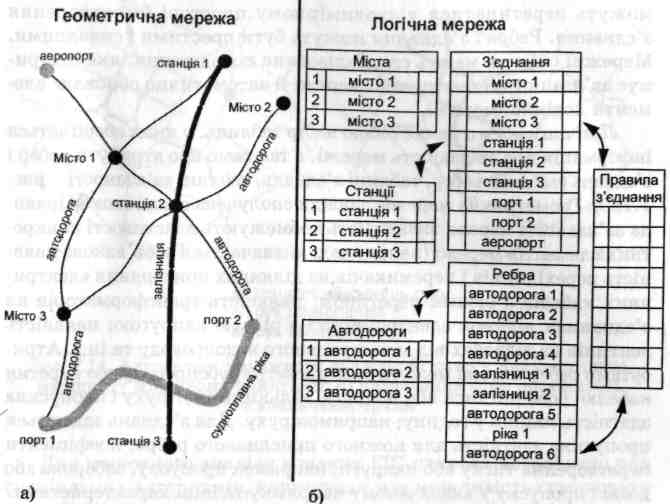 Геометрична мережа
аеропорт
станція 1
Місто 2
Місто 1
автодорога
станція 2
автодорога
залізниця
автодорога
Місто 3
порт 2
автодорога
судноплавна ріка
порт 1
станція 3
а)
Логічна мережа
Міста
1 місто 1
2 місто 2
3 місто 3
Станції
1 станція 1
2 станція 2
3 станція 3
Автодороги
1 автодорога 1
2 автодорога 2
3 автодорога 3
З'єднання
місто 1
місто 2
місто 3
станція 1
станція 2
станція 3
порт 1
порт 2
аеропорт
Ребра
автодорога 1
автодорога 2
автодорога 3
автодорога 4
залізниця 1
залізниця 2
автодорога 5
ріка 1
автодорога 6
Правила
з'єднання
б)